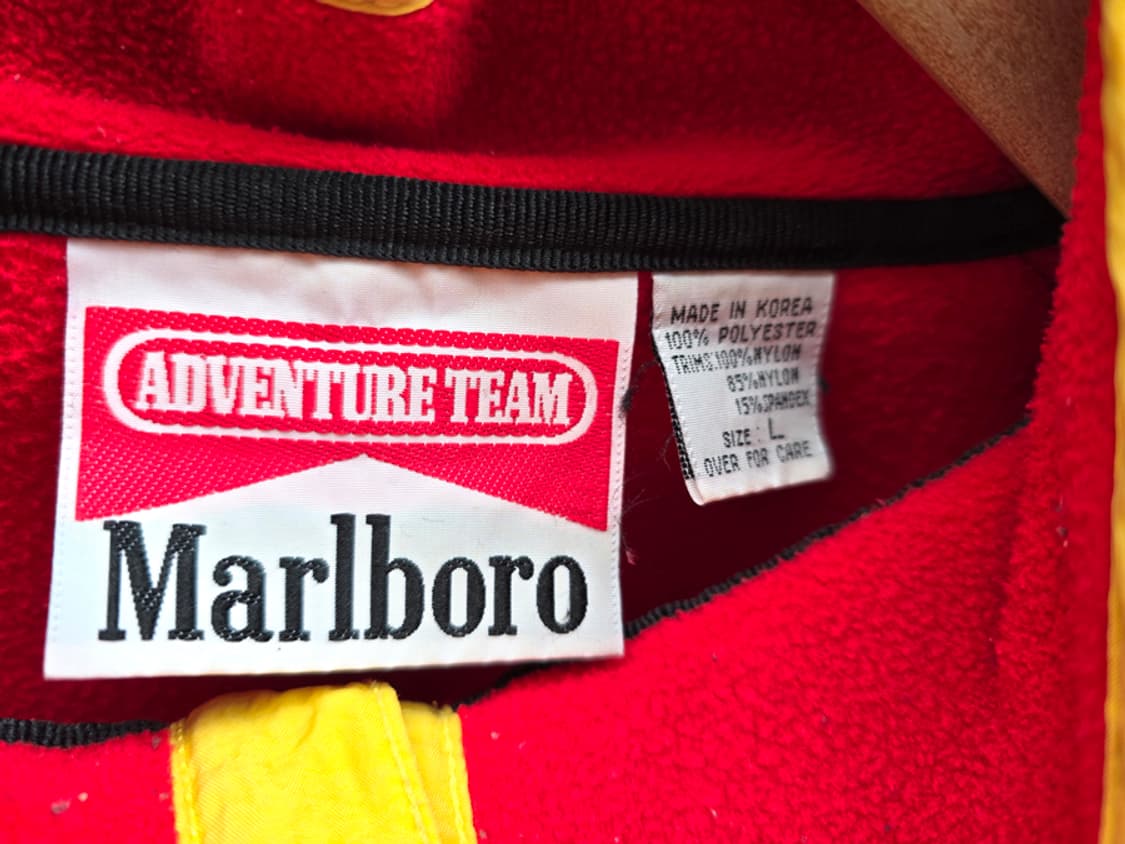 ADVENTURE TEAM
Marlboro
MADE IN KOREA
100% POLYESTER
TRIMS:100%NYLON
85%NYLON
15%SPANDEX
SIZE : L
OVER FOR CARE